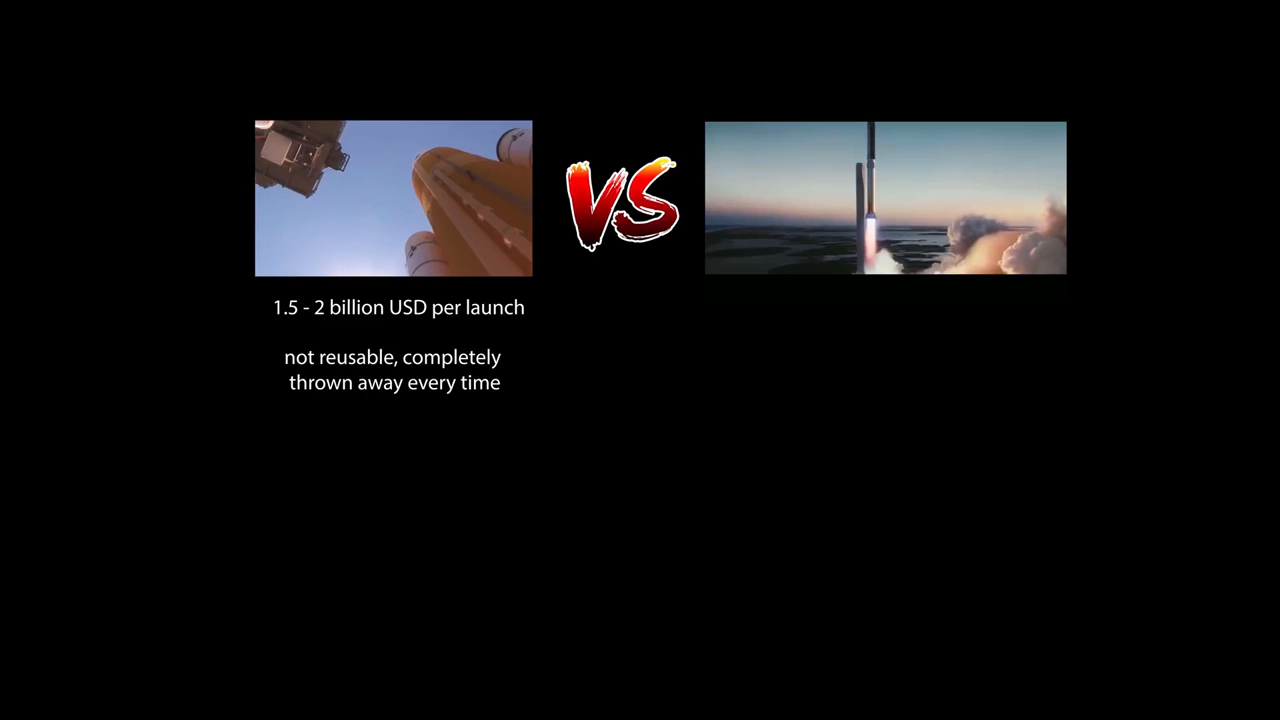 VS
1.5 - 2 billion USD per launch
not reusable, completely
thrown away every time